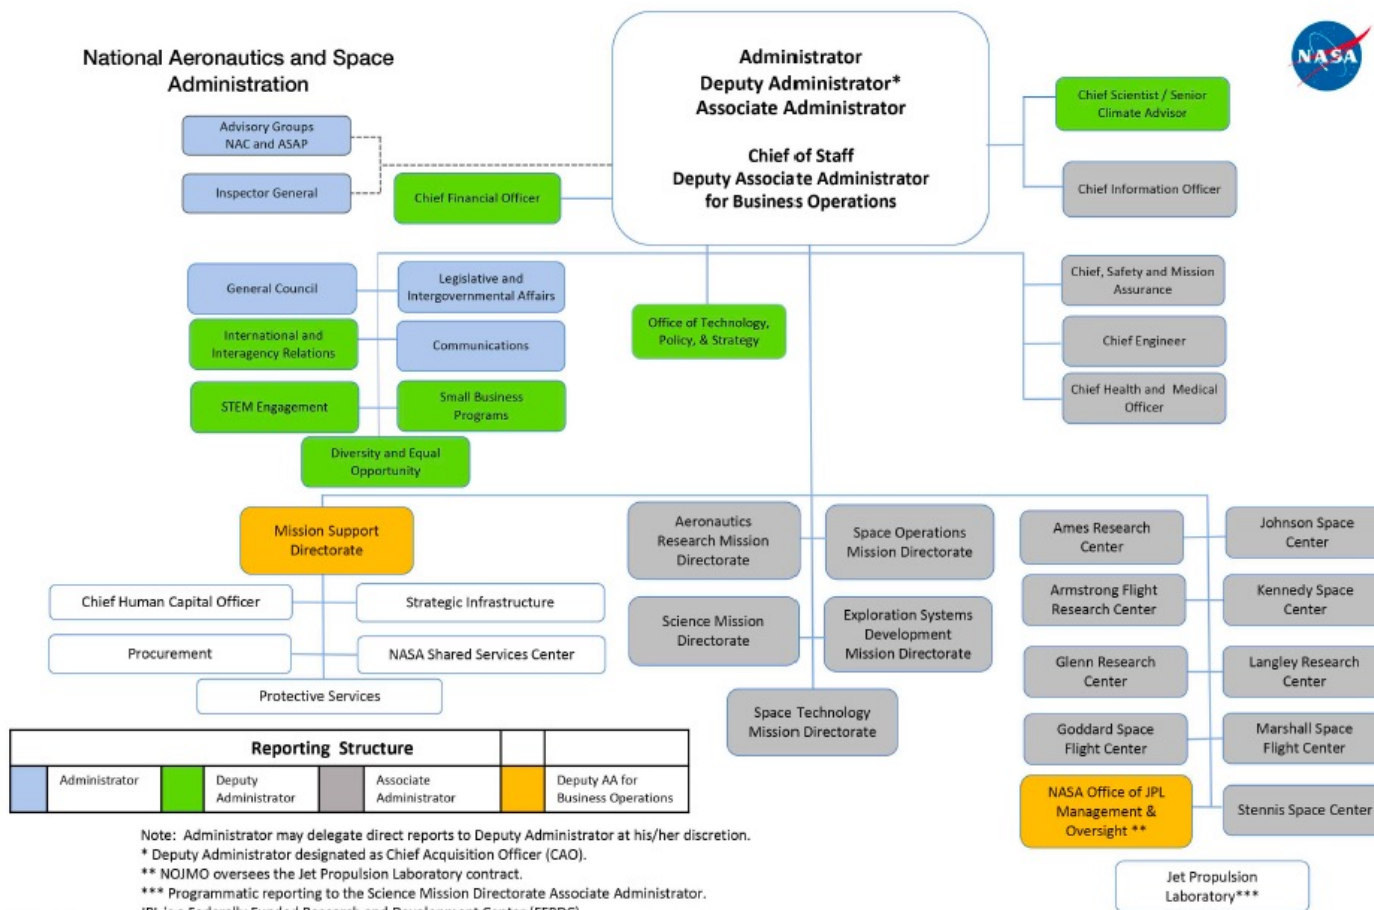 National Aeronautics and Space
Administration
Administrator
Deputy Administrator*
Associate Administrator
Chief of Staff
Deputy Associate Administrator
for Business Operations
NASA
Advisory Groups
NAC and ASAP
Inspector General
Chief Financial Officer
Chief Scientist / Senior
Climate Advisor
Chief Information Officer
General Council
Legislative and
Intergovernmental Affairs
International and
Interagency Relations
Communications
STEM Engagement
Small Business
Programs
Diversity and Equal
Opportunity
Office of Technology,
Policy, & Strategy
Chief, Safety and Mission
Assurance
Chief Engineer
Chief Health and Medical
Officer
Mission Support
Directorate
Chief Human Capital Officer
Strategic Infrastructure
Procurement
NASA Shared Services Center
Protective Services
Aeronautics
Research Mission
Directorate
Space Operations
Mission Directorate
Science Mission
Directorate
Exploration Systems
Development
Mission Directorate
Space Technology
Mission Directorate
Ames Research
Center
Johnson Space
Center
Armstrong Flight
Research Center
Kennedy Space
Center
Glenn Research
Center
Langley Research
Center
Goddard Space
Flight Center
Marshall Space
Flight Center
NASA Office of JPL
Management &
Oversight **
Stennis Space Center
Jet Propulsion
Laboratory***
Reporting Structure
Administrator
Deputy
Administrator
Associate
Administrator
Deputy AA for
Business Operations
Note: Administrator may delegate direct reports to Deputy Administrator at his/her discretion.
* Deputy Administrator designated as Chief Acquisition Officer (CAO).
** NOJMO oversees the Jet Propulsion Laboratory contract.
*** Programmatic reporting to the Science Mission Directorate Associate Administrator.
JPL is a Federally Funded Research and Development Center (FFRDC)